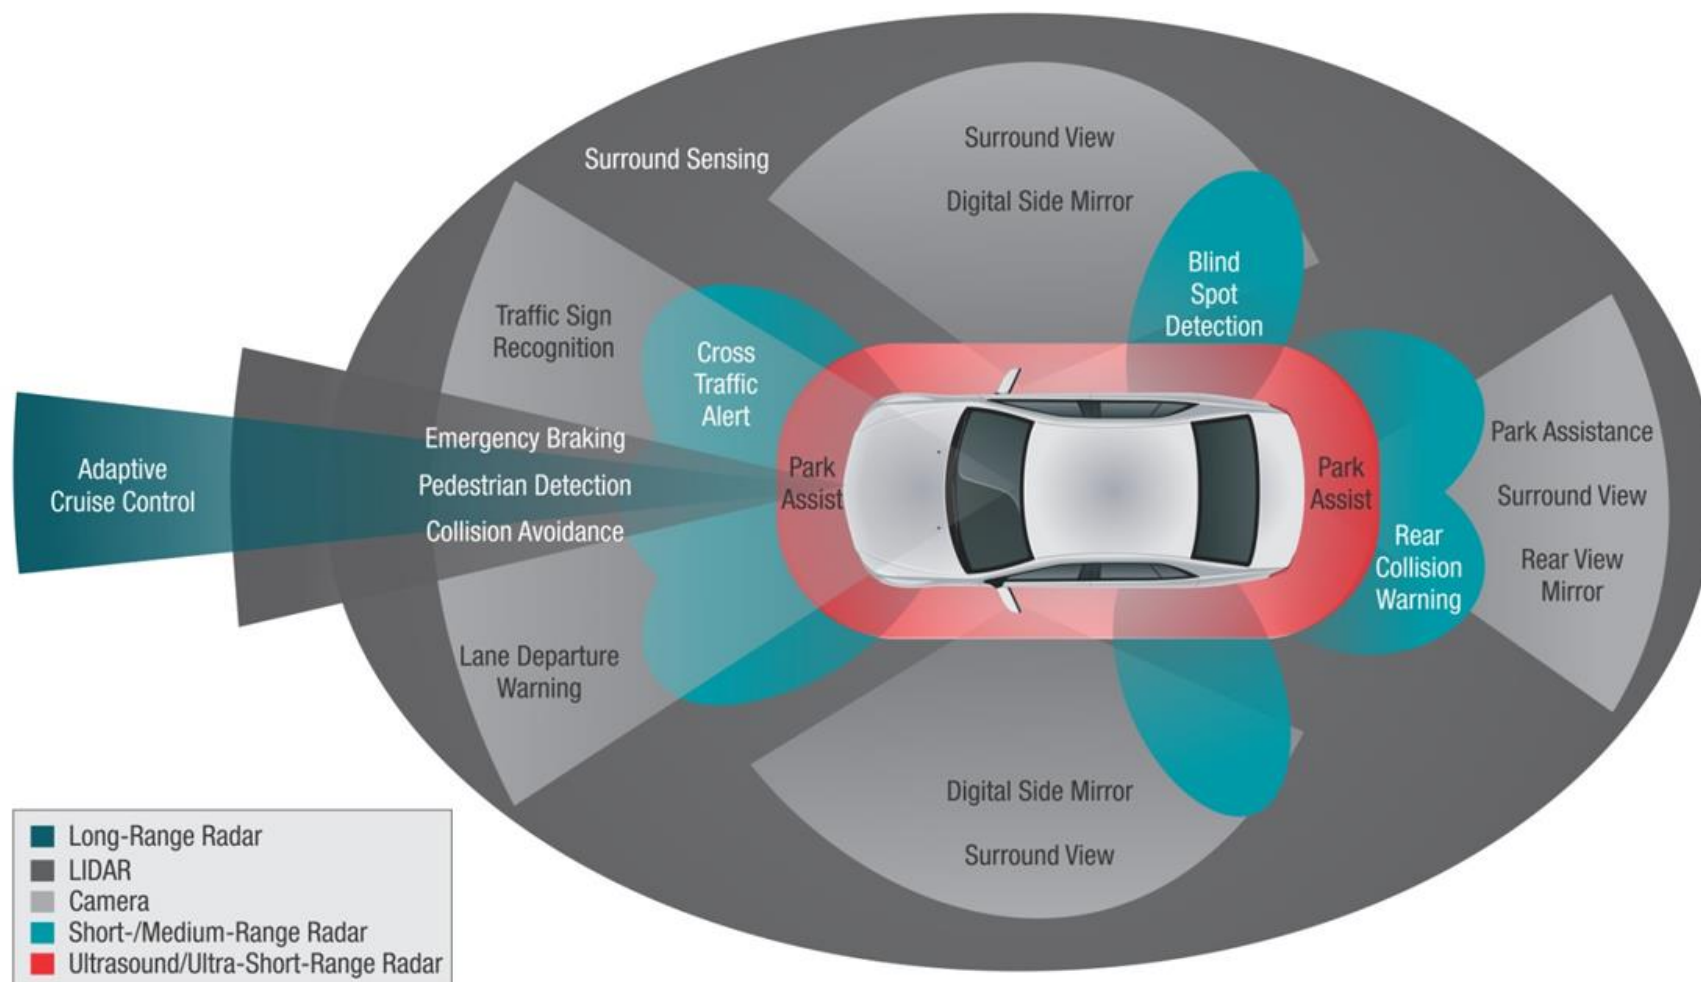 Surround Sensing
Surround View
Digital Side Mirror
Blind
Spot
Detection
Traffic Sign
Recognition
Cross
Traffic
Alert
Emergency Braking
Pedestrian Detection
Collision Avoidance
Adaptive
Cruise Control
Park
Assist
Park
Assist
Park Assistance
Surround View
Rear View
Mirror
Rear
Collision
Warning
Lane Departure
Warning
Digital Side Mirror
Surround View
Long-Range Radar
LIDAR
Camera
Short-/Medium-Range Radar
Ultrasound/Ultra-Short-Range Radar